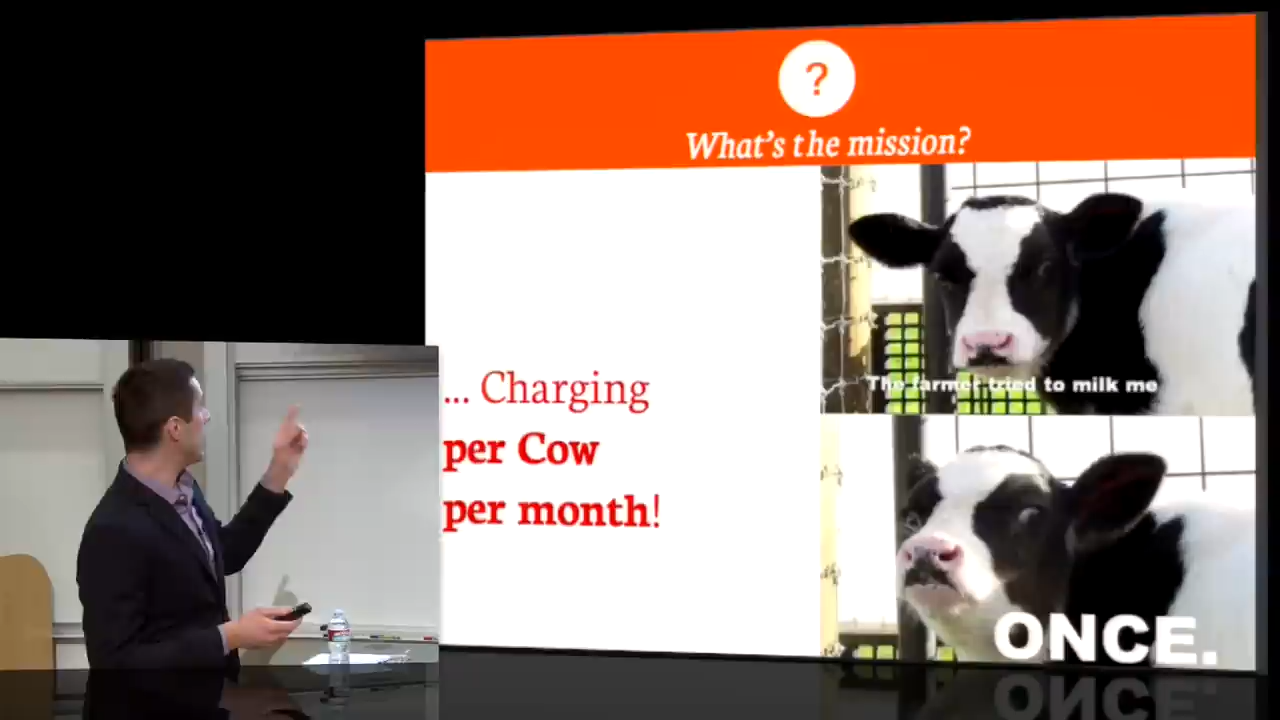 ?
What's the mission?
... Charging
per Cow
per month!
The farmer tried to milk me
ONCE.